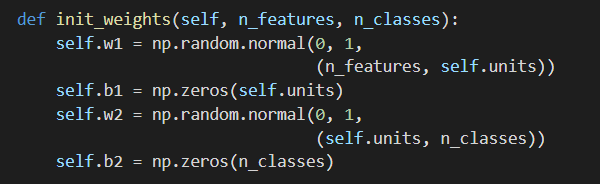 def init_weights(self, n_features, n_classes):
    self.w1 = np.random.normal(0, 1,
                               (n_features, self.units))
    self.b1 = np.zeros(self.units)
    self.w2 = np.random.normal(0, 1,
                               (self.units, n_classes))
    self.b2 = np.zeros(n_classes)